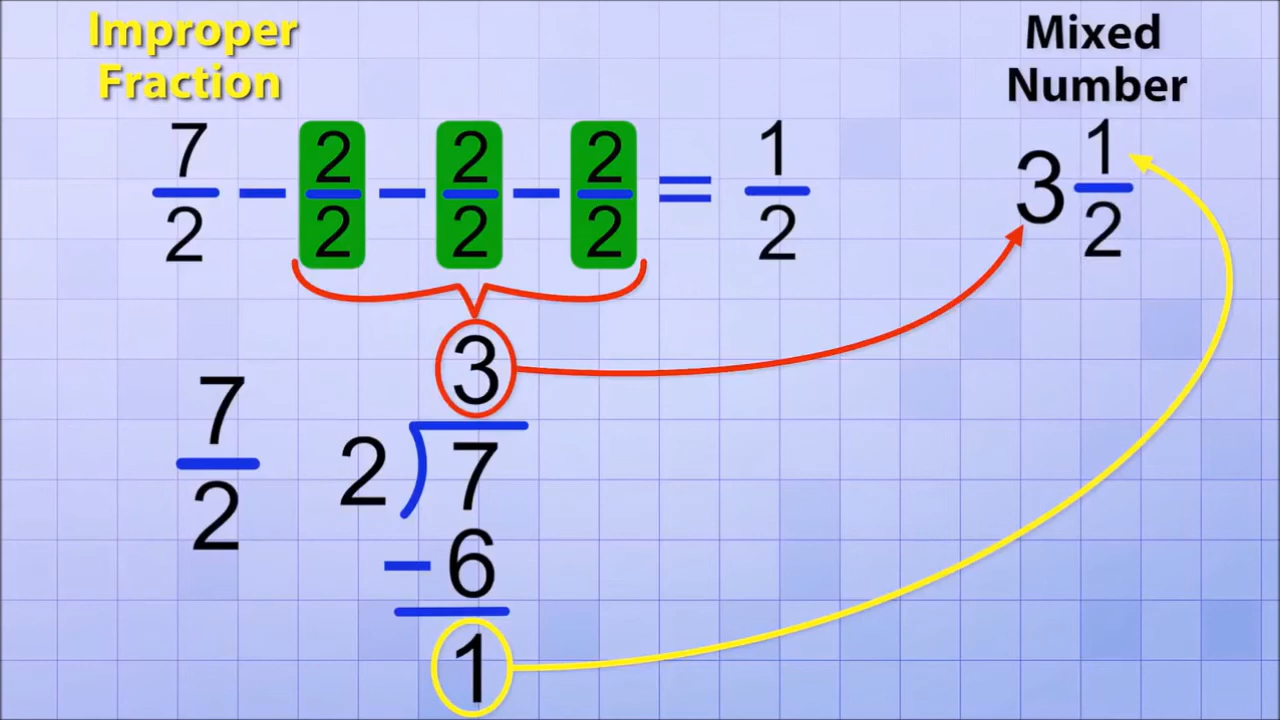 Improper
Fraction
Mixed
Number
7/2 − 2/2 − 2/2 − 2/2 = 1/2
3 1/2
3
7/2
2)7
−6
1